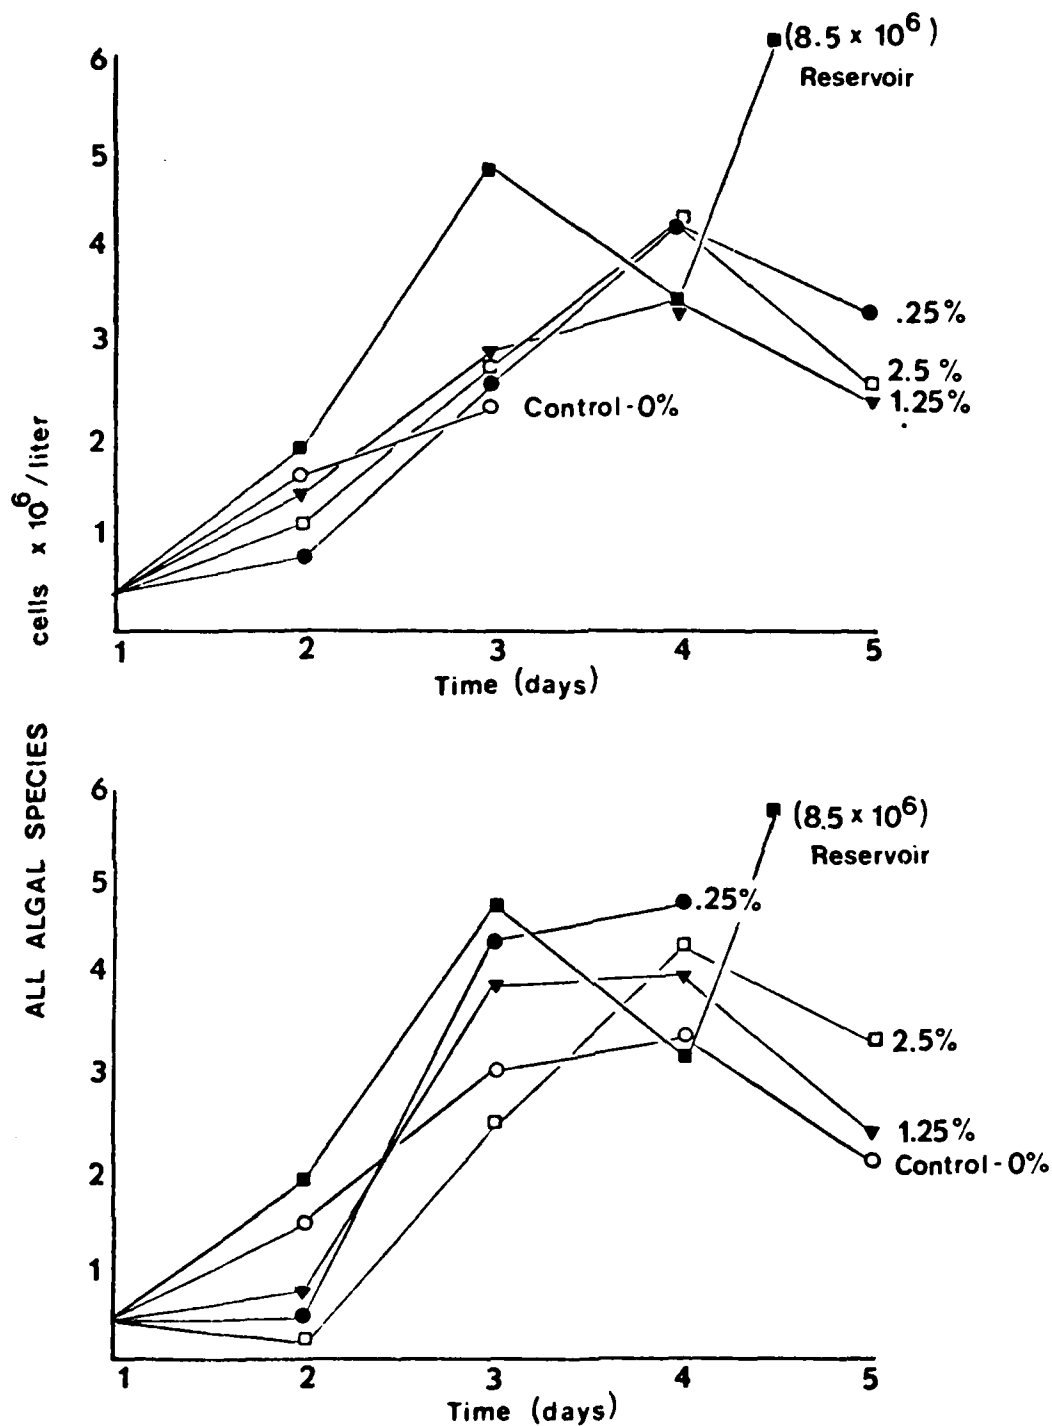 (8.5 x 10⁶)
Reservoir
6
5
4
3
2
1
.25%
2.5 %
1.25%
Control-0%
cells x 10⁶/liter
1 2 3 4 5
Time (days)
ALL ALGAL SPECIES
6
5
4
3
2
1
(8.5 x 10⁶)
Reservoir
.25%
2.5%
1.25%
Control-0%
1 2 3 4 5
Time (days)